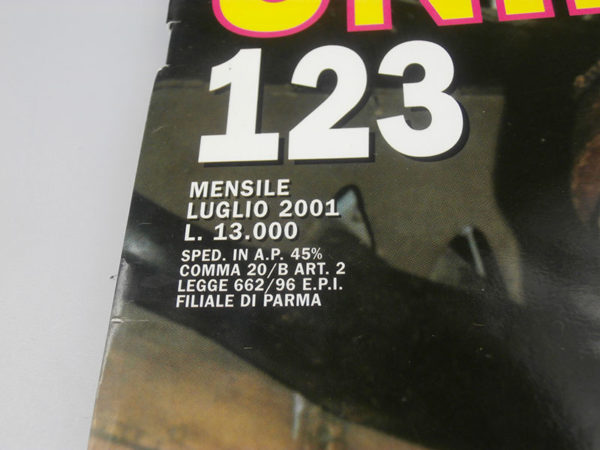 123
MENSILE
LUGLIO 2001
L. 13.000
SPED. IN A.P. 45%
COMMA 20/B ART. 2
LEGGE 662/96 E.P.I.
FILIALE DI PARMA